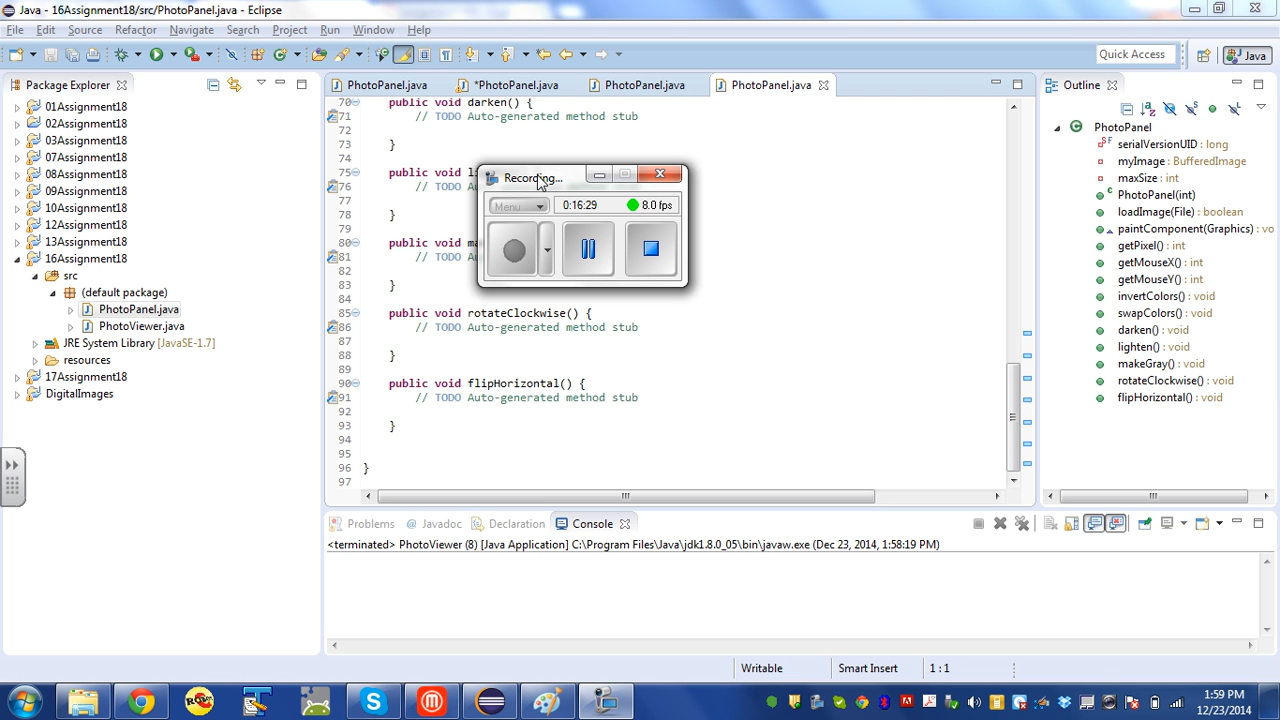 Java - 16Assignment18/src/PhotoPanel.java - Eclipse
File Edit Source Refactor Navigate Search Project Run Window Help
Quick Access Java
Package Explorer
01Assignment18
02Assignment18
03Assignment18
07Assignment18
08Assignment18
09Assignment18
10Assignment18
12Assignment18
13Assignment18
16Assignment18
src
(default package)
PhotoPanel.java
PhotoViewer.java
JRE System Library [JavaSE-1.7]
resources
17Assignment18
DigitalImages
PhotoPanel.java *PhotoPanel.java PhotoPanel.java PhotoPanel.java
70 public void darken() {
71 // TODO Auto-generated method stub
72
73 }
74
75 public void l
76 // TODO Au
77
78 }
79
80 public void ma
81 // TODO Au
82
83 }
84
85 public void rotateClockwise() {
86 // TODO Auto-generated method stub
87
88 }
89
90 public void flipHorizontal() {
91 // TODO Auto-generated method stub
92
93 }
94
95
96 }
97
Recording...
Menu 0:16:29 8.0 fps
Outline
PhotoPanel
serialVersionUID : long
myImage : BufferedImage
maxSize : int
PhotoPanel(int)
loadImage(File) : boolean
paintComponent(Graphics) : vo
getPixel() : int
getMouseX() : int
getMouseY() : int
invertColors() : void
swapColors() : void
darken() : void
lighten() : void
makeGray() : void
rotateClockwise() : void
flipHorizontal() : void
Problems Javadoc Declaration Console
<terminated> PhotoViewer (8) [Java Application] C:\Program Files\Java\jdk1.8.0_05\bin\javaw.exe (Dec 23, 2014, 1:58:19 PM)
Writable Smart Insert 1 : 1
1:59 PM
12/23/2014